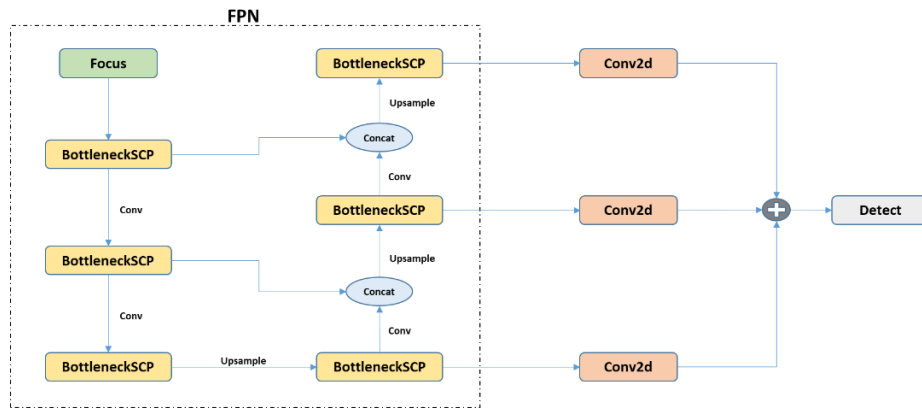 FPN
Focus
BottleneckSCP
Conv2d
Upsample
Concat
BottleneckSCP
Conv
Conv
BottleneckSCP
Conv2d
Detect
BottleneckSCP
Upsample
Concat
Conv
Conv
BottleneckSCP
Upsample
BottleneckSCP
Conv2d